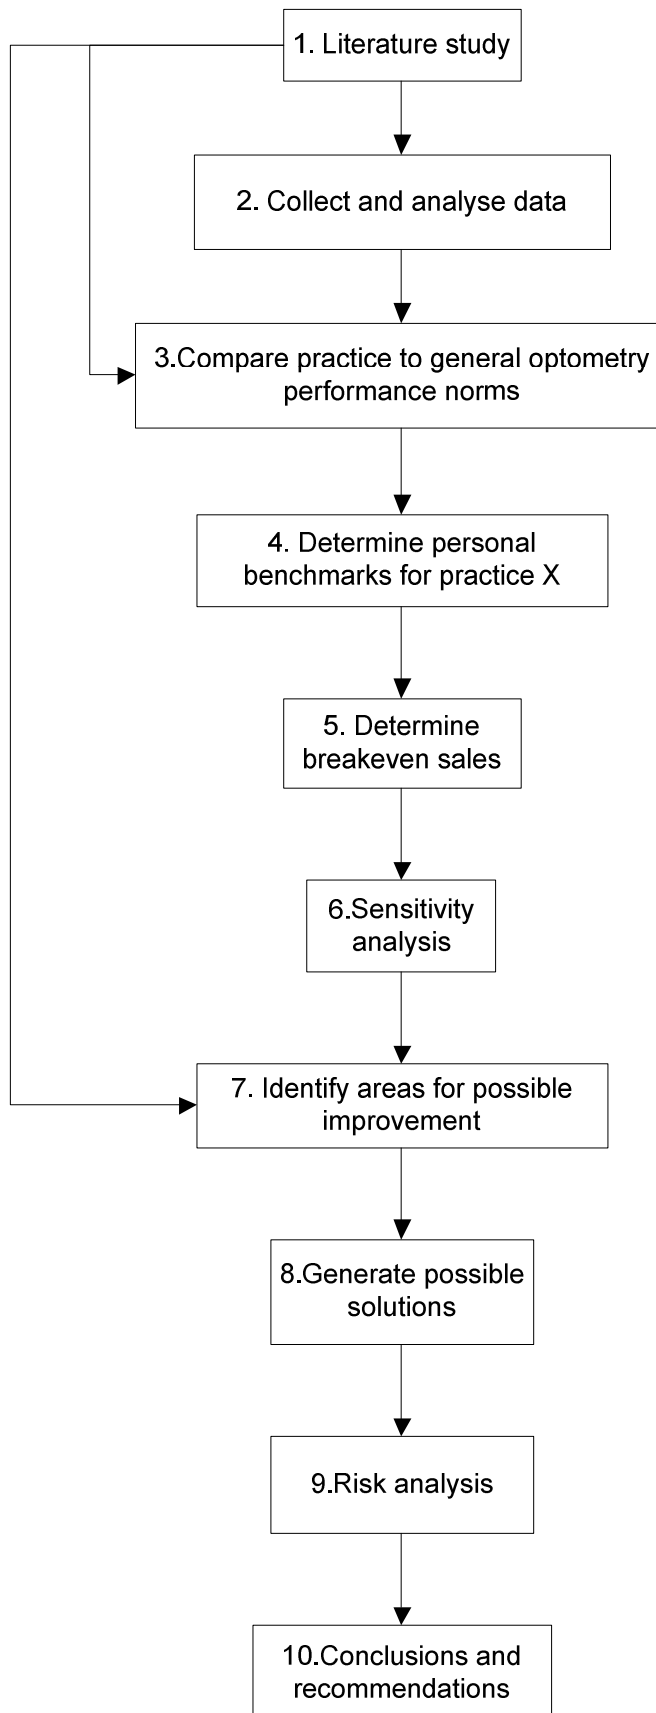 1. Literature study
2. Collect and analyse data
3.Compare practice to general optometry
performance norms
4. Determine personal
benchmarks for practice X
5. Determine
breakeven sales
6.Sensitivity
analysis
7. Identify areas for possible
improvement
8.Generate possible
solutions
9.Risk analysis
10.Conclusions and
recommendations